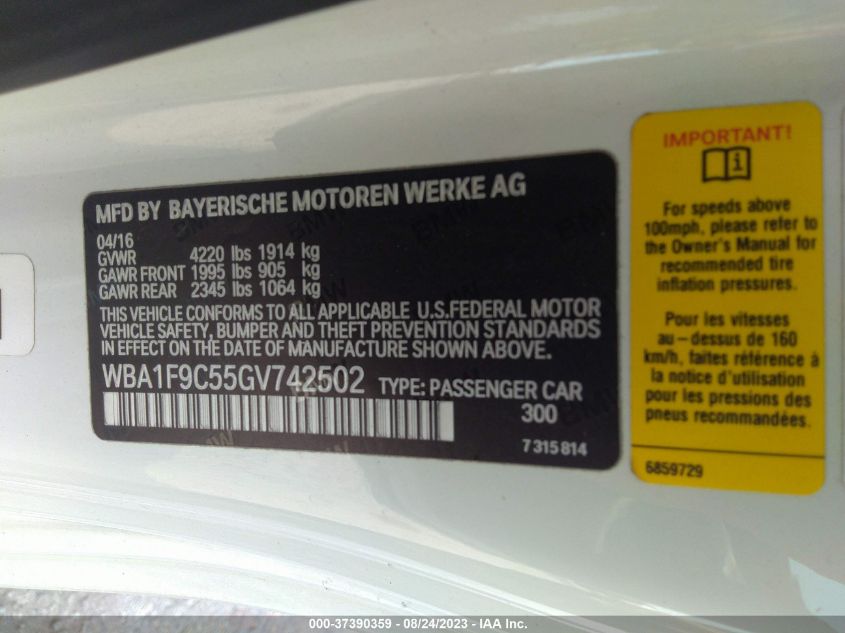 MFD BY BAYERISCHE MOTOREN WERKE AG
04/16
GVWR 4220 lbs 1914 kg
GAWR FRONT 1995 lbs 905 kg
GAWR REAR 2345 lbs 1064 kg
THIS VEHICLE CONFORMS TO ALL APPLICABLE U.S.FEDERAL MOTOR
VEHICLE SAFETY, BUMPER AND THEFT PREVENTION STANDARDS
IN EFFECT ON THE DATE OF MANUFACTURE SHOWN ABOVE.
WBA1F9C55GV742502 TYPE: PASSENGER CAR
300
7 315 814
IMPORTANT!
i
For speeds above
100mph, please refer to
the Owner's Manual for
recommended tire
inflation pressures.
Pour les vitesses
au-dessus de 160
km/h, faites référence à
la notice d'utilisation
pour les pressions des
pneus recommandées.
6859729
000-37390359 - 08/24/2023 - IAA Inc.